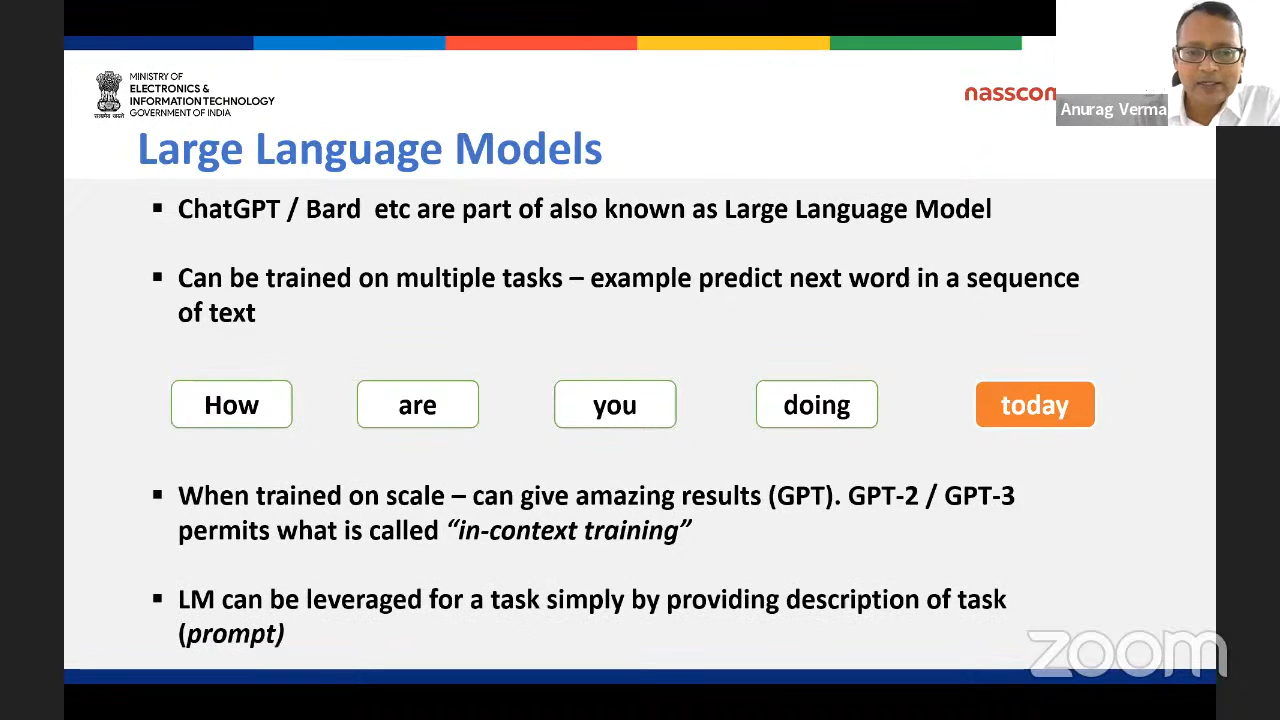 MINISTRY OF
ELECTRONICS &
INFORMATION TECHNOLOGY
GOVERNMENT OF INDIA
सत्यमेव जयते
nasscom
Anurag Verma
Large Language Models
▪ ChatGPT / Bard etc are part of also known as Large Language Model
▪ Can be trained on multiple tasks – example predict next word in a sequence
of text
How are you doing today
▪ When trained on scale – can give amazing results (GPT). GPT-2 / GPT-3
permits what is called “in-context training”
▪ LM can be leveraged for a task simply by providing description of task
(prompt)
zoom